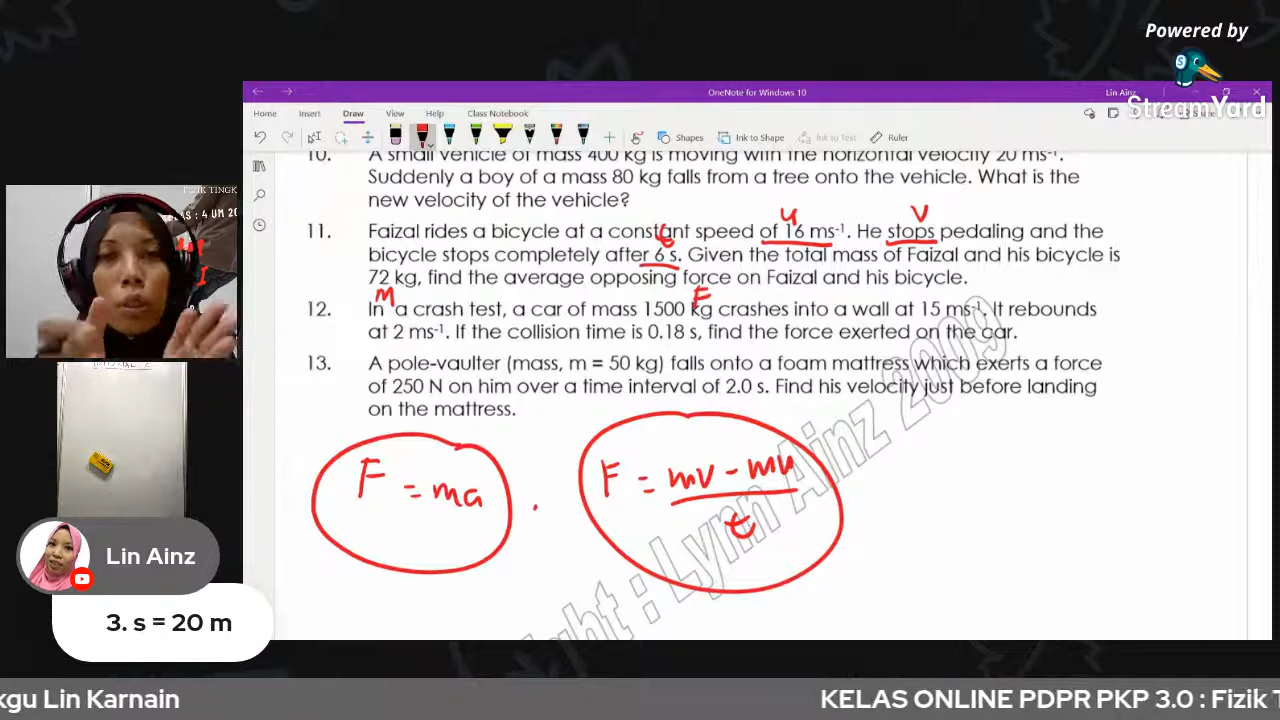 Powered by
StreamYard
OneNote for Windows 10
Lin Ainz
Home Insert Draw View Help Class Notebook
Shapes Ink to Shape Ink to Text Ruler
10. A small vehicle of mass 400 kg is moving with the horizontal velocity 20 ms-1.
Suddenly a boy of a mass 80 kg falls from a tree onto the vehicle. What is the
new velocity of the vehicle?
u v
11. Faizal rides a bicycle at a constant speed of 16 ms-1. He stops pedaling and the
t
bicycle stops completely after 6 s. Given the total mass of Faizal and his bicycle is
72 kg, find the average opposing force on Faizal and his bicycle.
m F
12. In a crash test, a car of mass 1500 kg crashes into a wall at 15 ms-1. It rebounds
at 2 ms-1. If the collision time is 0.18 s, find the force exerted on the car.
13. A pole-vaulter (mass, m = 50 kg) falls onto a foam mattress which exerts a force
of 250 N on him over a time interval of 2.0 s. Find his velocity just before landing
on the mattress.
F = ma
F = mv - mu
t
ight : Lynn Ainz 2009
FIZIK TINGK
: 4 UM 20
Lin Ainz
3. s = 20 m
kgu Lin Karnain
KELAS ONLINE PDPR PKP 3.0 : Fizik T